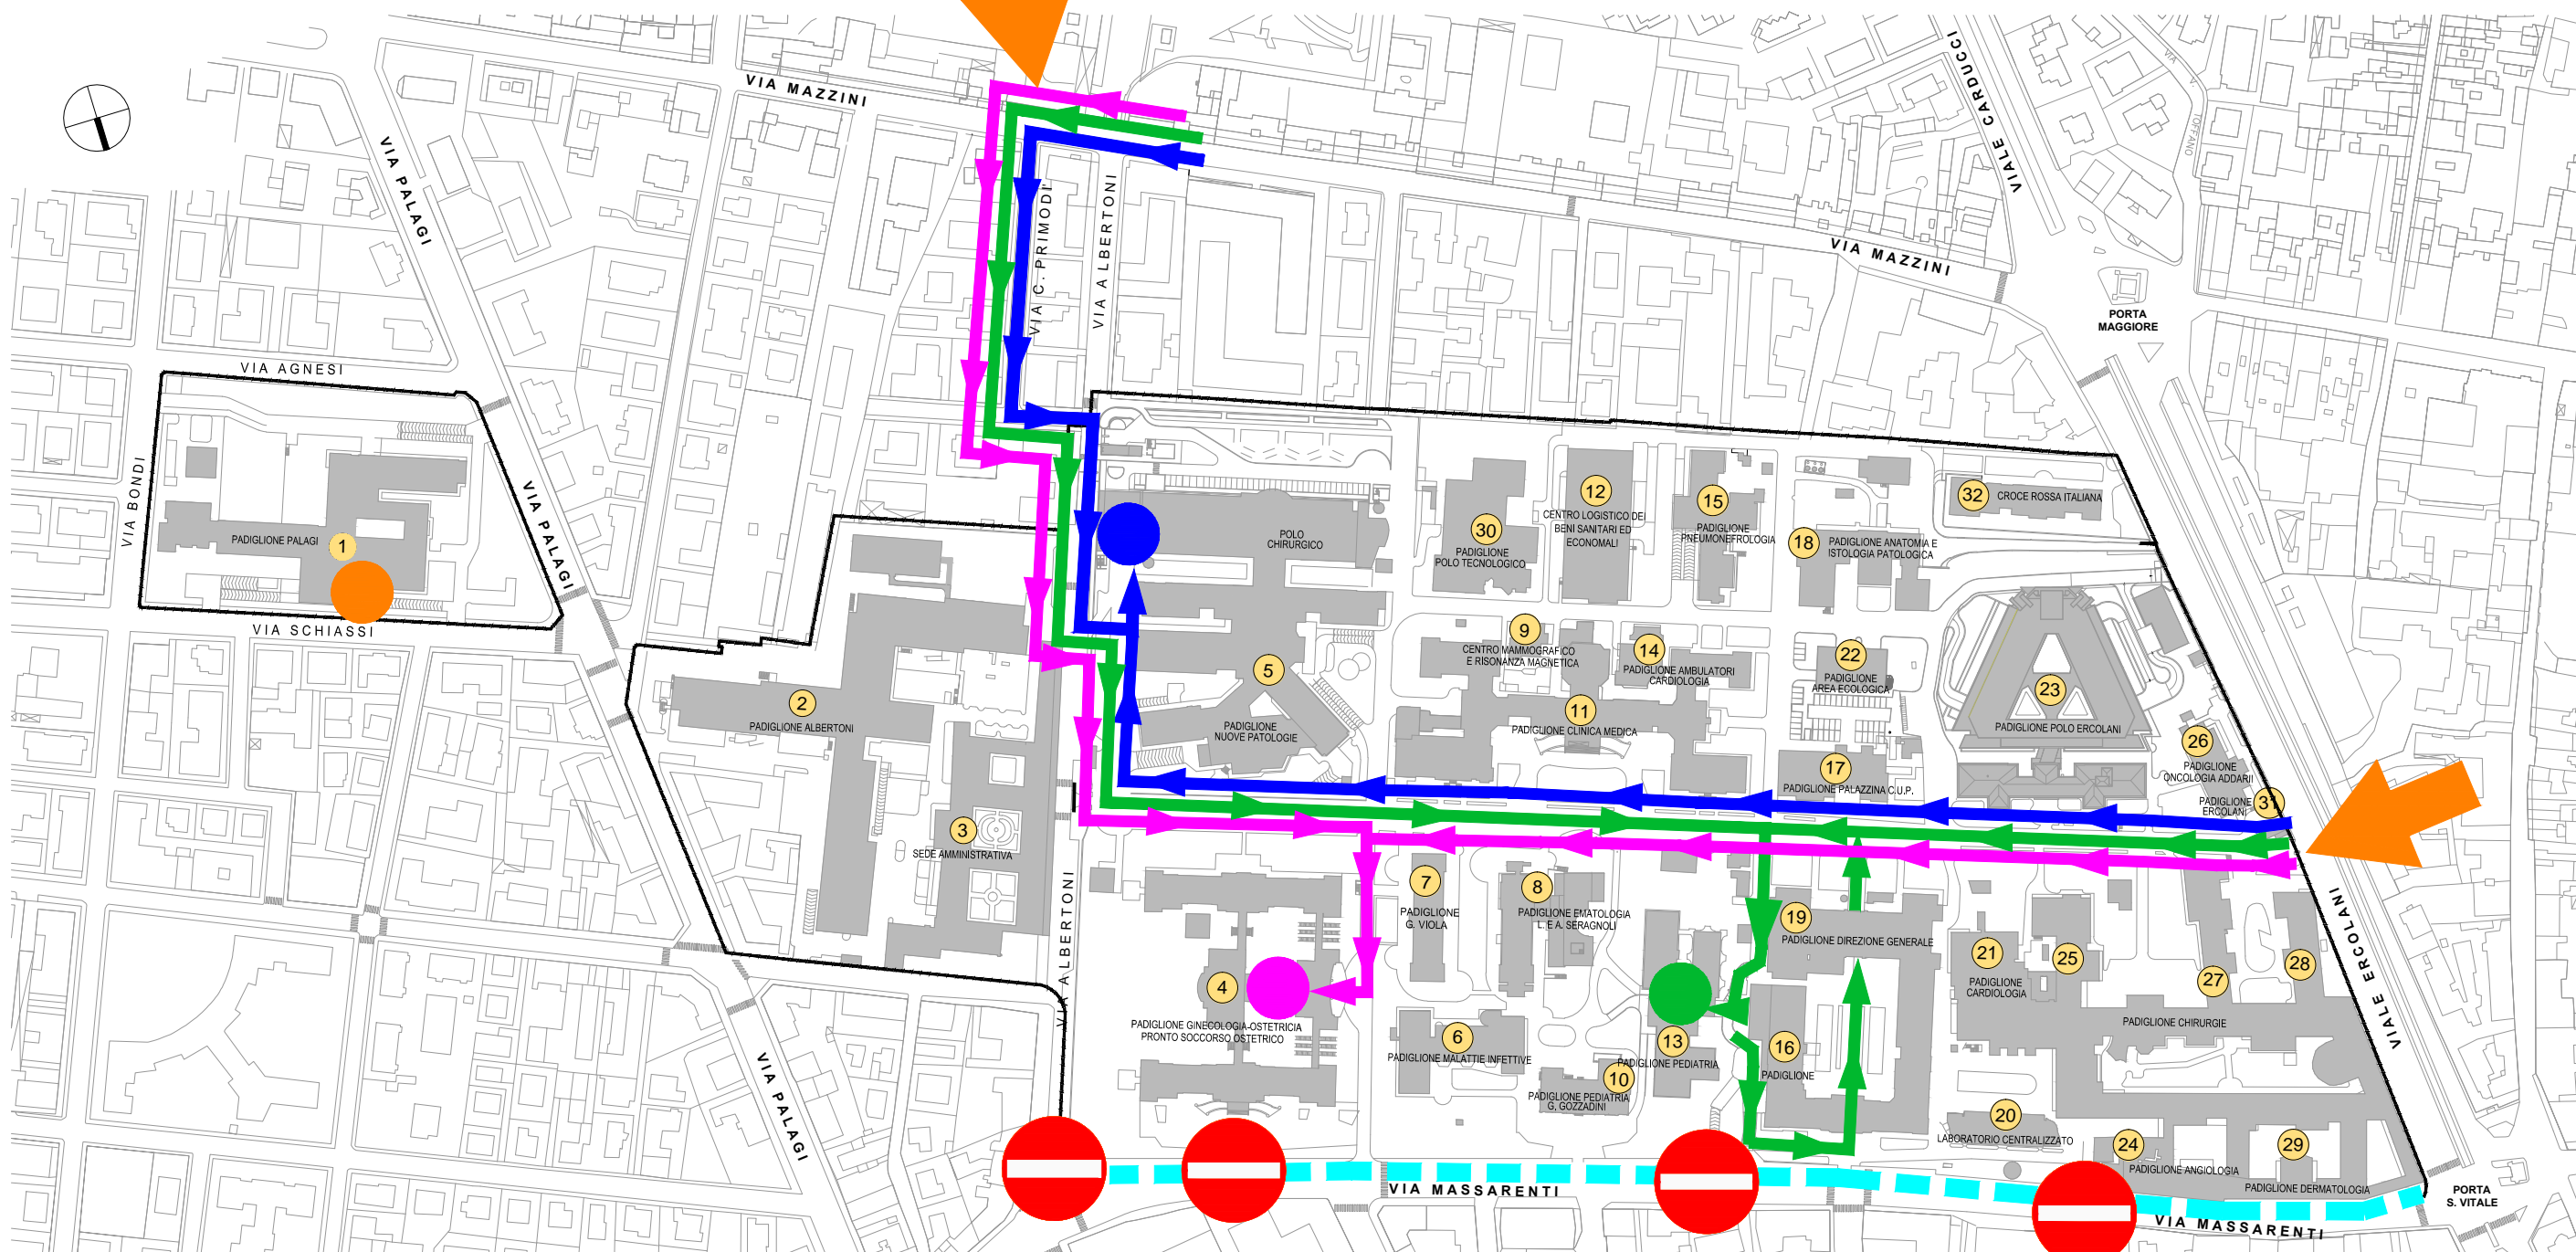 VIA MAZZINI
VIALE CARDUCCI
VIA V. TOFFANO
VIA PALAGI
VIA C. PRIMODI'
VIA ALBERTONI
VIA MAZZINI
PORTA
MAGGIORE
VIA AGNESI
VIA BONDI
PADIGLIONE PALAGI
1
VIA PALAGI
VIA SCHIASSI
POLO
CHIRURGICO
30
PADIGLIONE
POLO TECNOLOGICO
12
CENTRO LOGISTICO DEI
BENI SANITARI ED
ECONOMALI
15
PADIGLIONE
PNEUMONEFROLOGIA
18
PADIGLIONE ANATOMIA E
ISTOLOGIA PATOLOGICA
32
CROCE ROSSA ITALIANA
9
CENTRO MAMMOGRAFICO
E RISONANZA MAGNETICA
14
PADIGLIONE AMBULATORI
CARDIOLOGIA
22
PADIGLIONE
AREA ECOLOGICA
23
PADIGLIONE POLO ERCOLANI
5
PADIGLIONE
NUOVE PATOLOGIE
11
PADIGLIONE CLINICA MEDICA
2
PADIGLIONE ALBERTONI
17
PADIGLIONE PALAZZINA C.U.P.
26
PADIGLIONE
ONCOLOGIA ADDARII
31
PADIGLIONE
ERCOLANI
3
SEDE AMMINISTRATIVA
7
PADIGLIONE
G. VIOLA
8
PADIGLIONE EMATOLOGIA
L. E A. SERAGNOLI
19
PADIGLIONE DIREZIONE GENERALE
21
PADIGLIONE
CARDIOLOGIA
25
27
28
PADIGLIONE CHIRURGIE
VIALE ERCOLANI
VIA ALBERTONI
4
PADIGLIONE GINECOLOGIA-OSTETRICIA
PRONTO SOCCORSO OSTETRICO
6
PADIGLIONE MALATTIE INFETTIVE
13
PADIGLIONE PEDIATRIA
16
PADIGLIONE
10
PADIGLIONE PEDIATRIA
G. GOZZADINI
20
LABORATORIO CENTRALIZZATO
24
PADIGLIONE ANGIOLOGIA
29
PADIGLIONE DERMATOLOGIA
VIA PALAGI
VIA MASSARENTI
VIA MASSARENTI
PORTA
S. VITALE